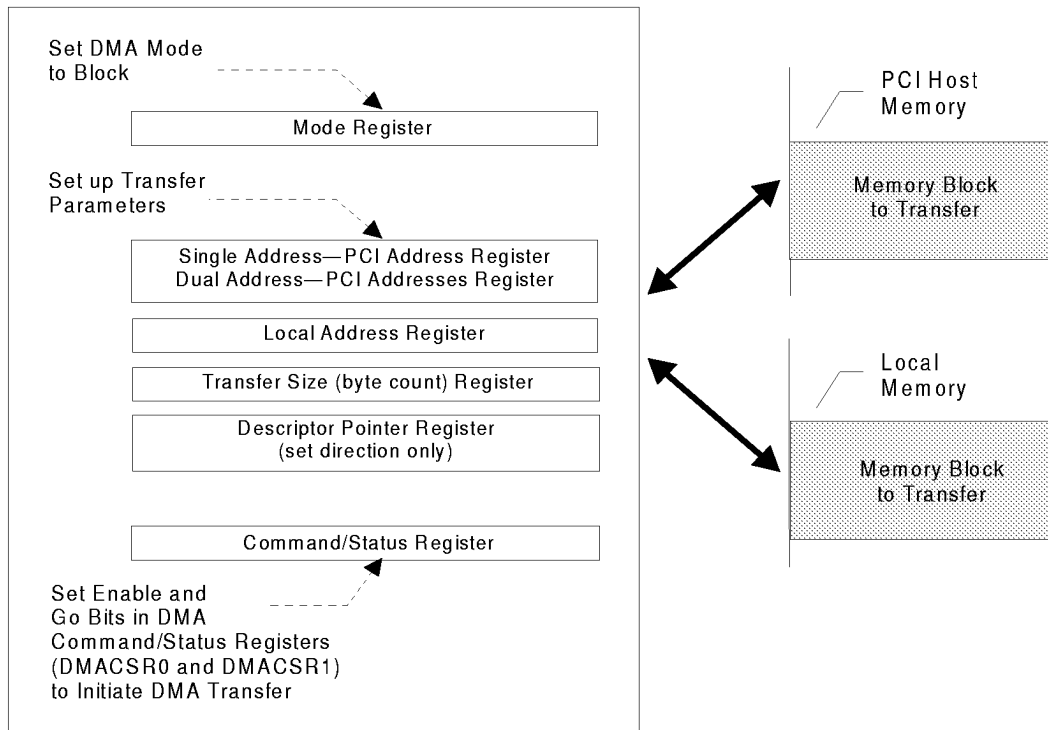 Set DMA Mode
to Block
Mode Register
Set up Transfer
Parameters
Single Address—PCI Address Register
Dual Address—PCI Addresses Register
Local Address Register
Transfer Size (byte count) Register
Descriptor Pointer Register
(set direction only)
Command/Status Register
Set Enable and
Go Bits in DMA
Command/Status Registers
(DMACSR0 and DMACSR1)
to Initiate DMA Transfer
PCI Host
Memory
Memory Block
to Transfer
Local
Memory
Memory Block
to Transfer